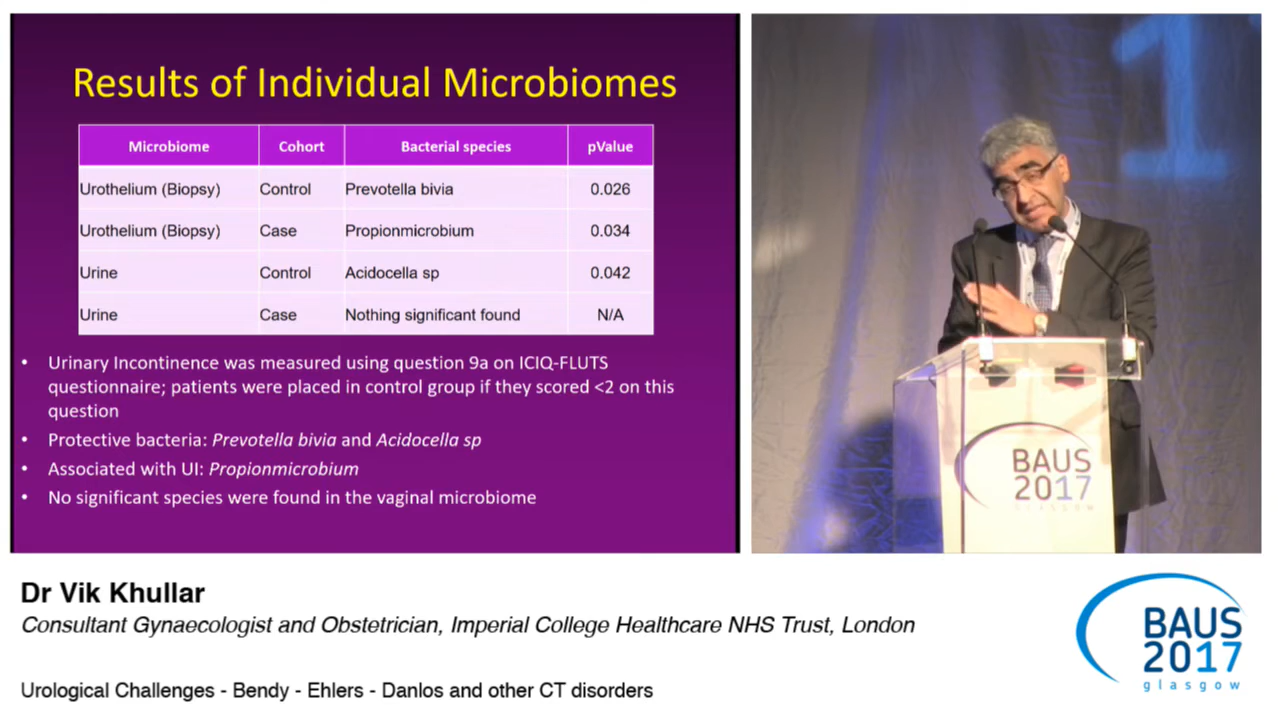 Results of Individual Microbiomes
Microbiome Cohort Bacterial species pValue
Urothelium (Biopsy) Control Prevotella bivia 0.026
Urothelium (Biopsy) Case Propionmicrobium 0.034
Urine Control Acidocella sp 0.042
Urine Case Nothing significant found N/A
• Urinary Incontinence was measured using question 9a on ICIQ-FLUTS
questionnaire; patients were placed in control group if they scored <2 on this
question
• Protective bacteria: Prevotella bivia and Acidocella sp
• Associated with UI: Propionmicrobium
• No significant species were found in the vaginal microbiome
1
BAUS
2017
GLASGOW
Dr Vik Khullar
Consultant Gynaecologist and Obstetrician, Imperial College Healthcare NHS Trust, London
Urological Challenges - Bendy - Ehlers - Danlos and other CT disorders
BAUS
2017
glasgow